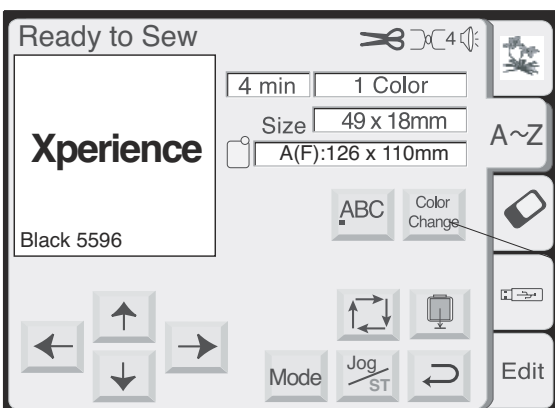 Ready to Sew
4
4 min
1 Color
Size
49 x 18mm
A(F):126 x 110mm
Xperience
Black 5596
A~Z
ABC
Color
Change
Mode
Jog
ST
Edit